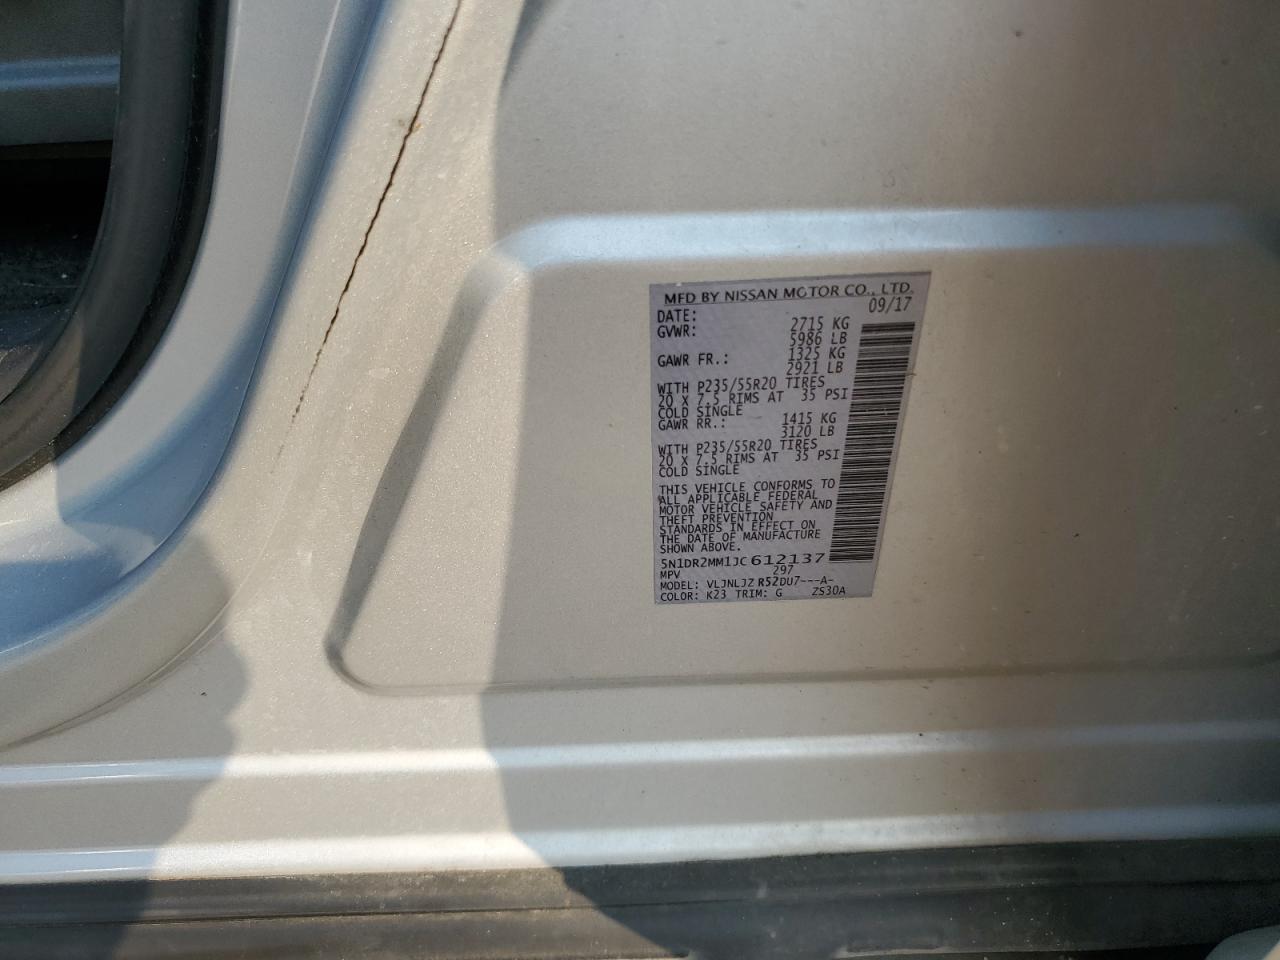 MFD BY NISSAN MOTOR CO., LTD.
DATE: 09/17
GVWR: 2715 KG
5986 LB
GAWR FR.: 1325 KG
2921 LB
WITH P235/55R20 TIRES
20 X 7.5 RIMS AT 35 PSI
COLD SINGLE
GAWR RR.: 1415 KG
3120 LB
WITH P235/55R20 TIRES
20 X 7.5 RIMS AT 35 PSI
COLD SINGLE
THIS VEHICLE CONFORMS TO
ALL APPLICABLE FEDERAL
MOTOR VEHICLE SAFETY AND
THEFT PREVENTION
STANDARDS IN EFFECT ON
THE DATE OF MANUFACTURE
SHOWN ABOVE.
5N1DR2MM1JC612137
MPV 297
MODEL: VLJNLJZ R52DU7---A-
COLOR: K23 TRIM: G ZS30A